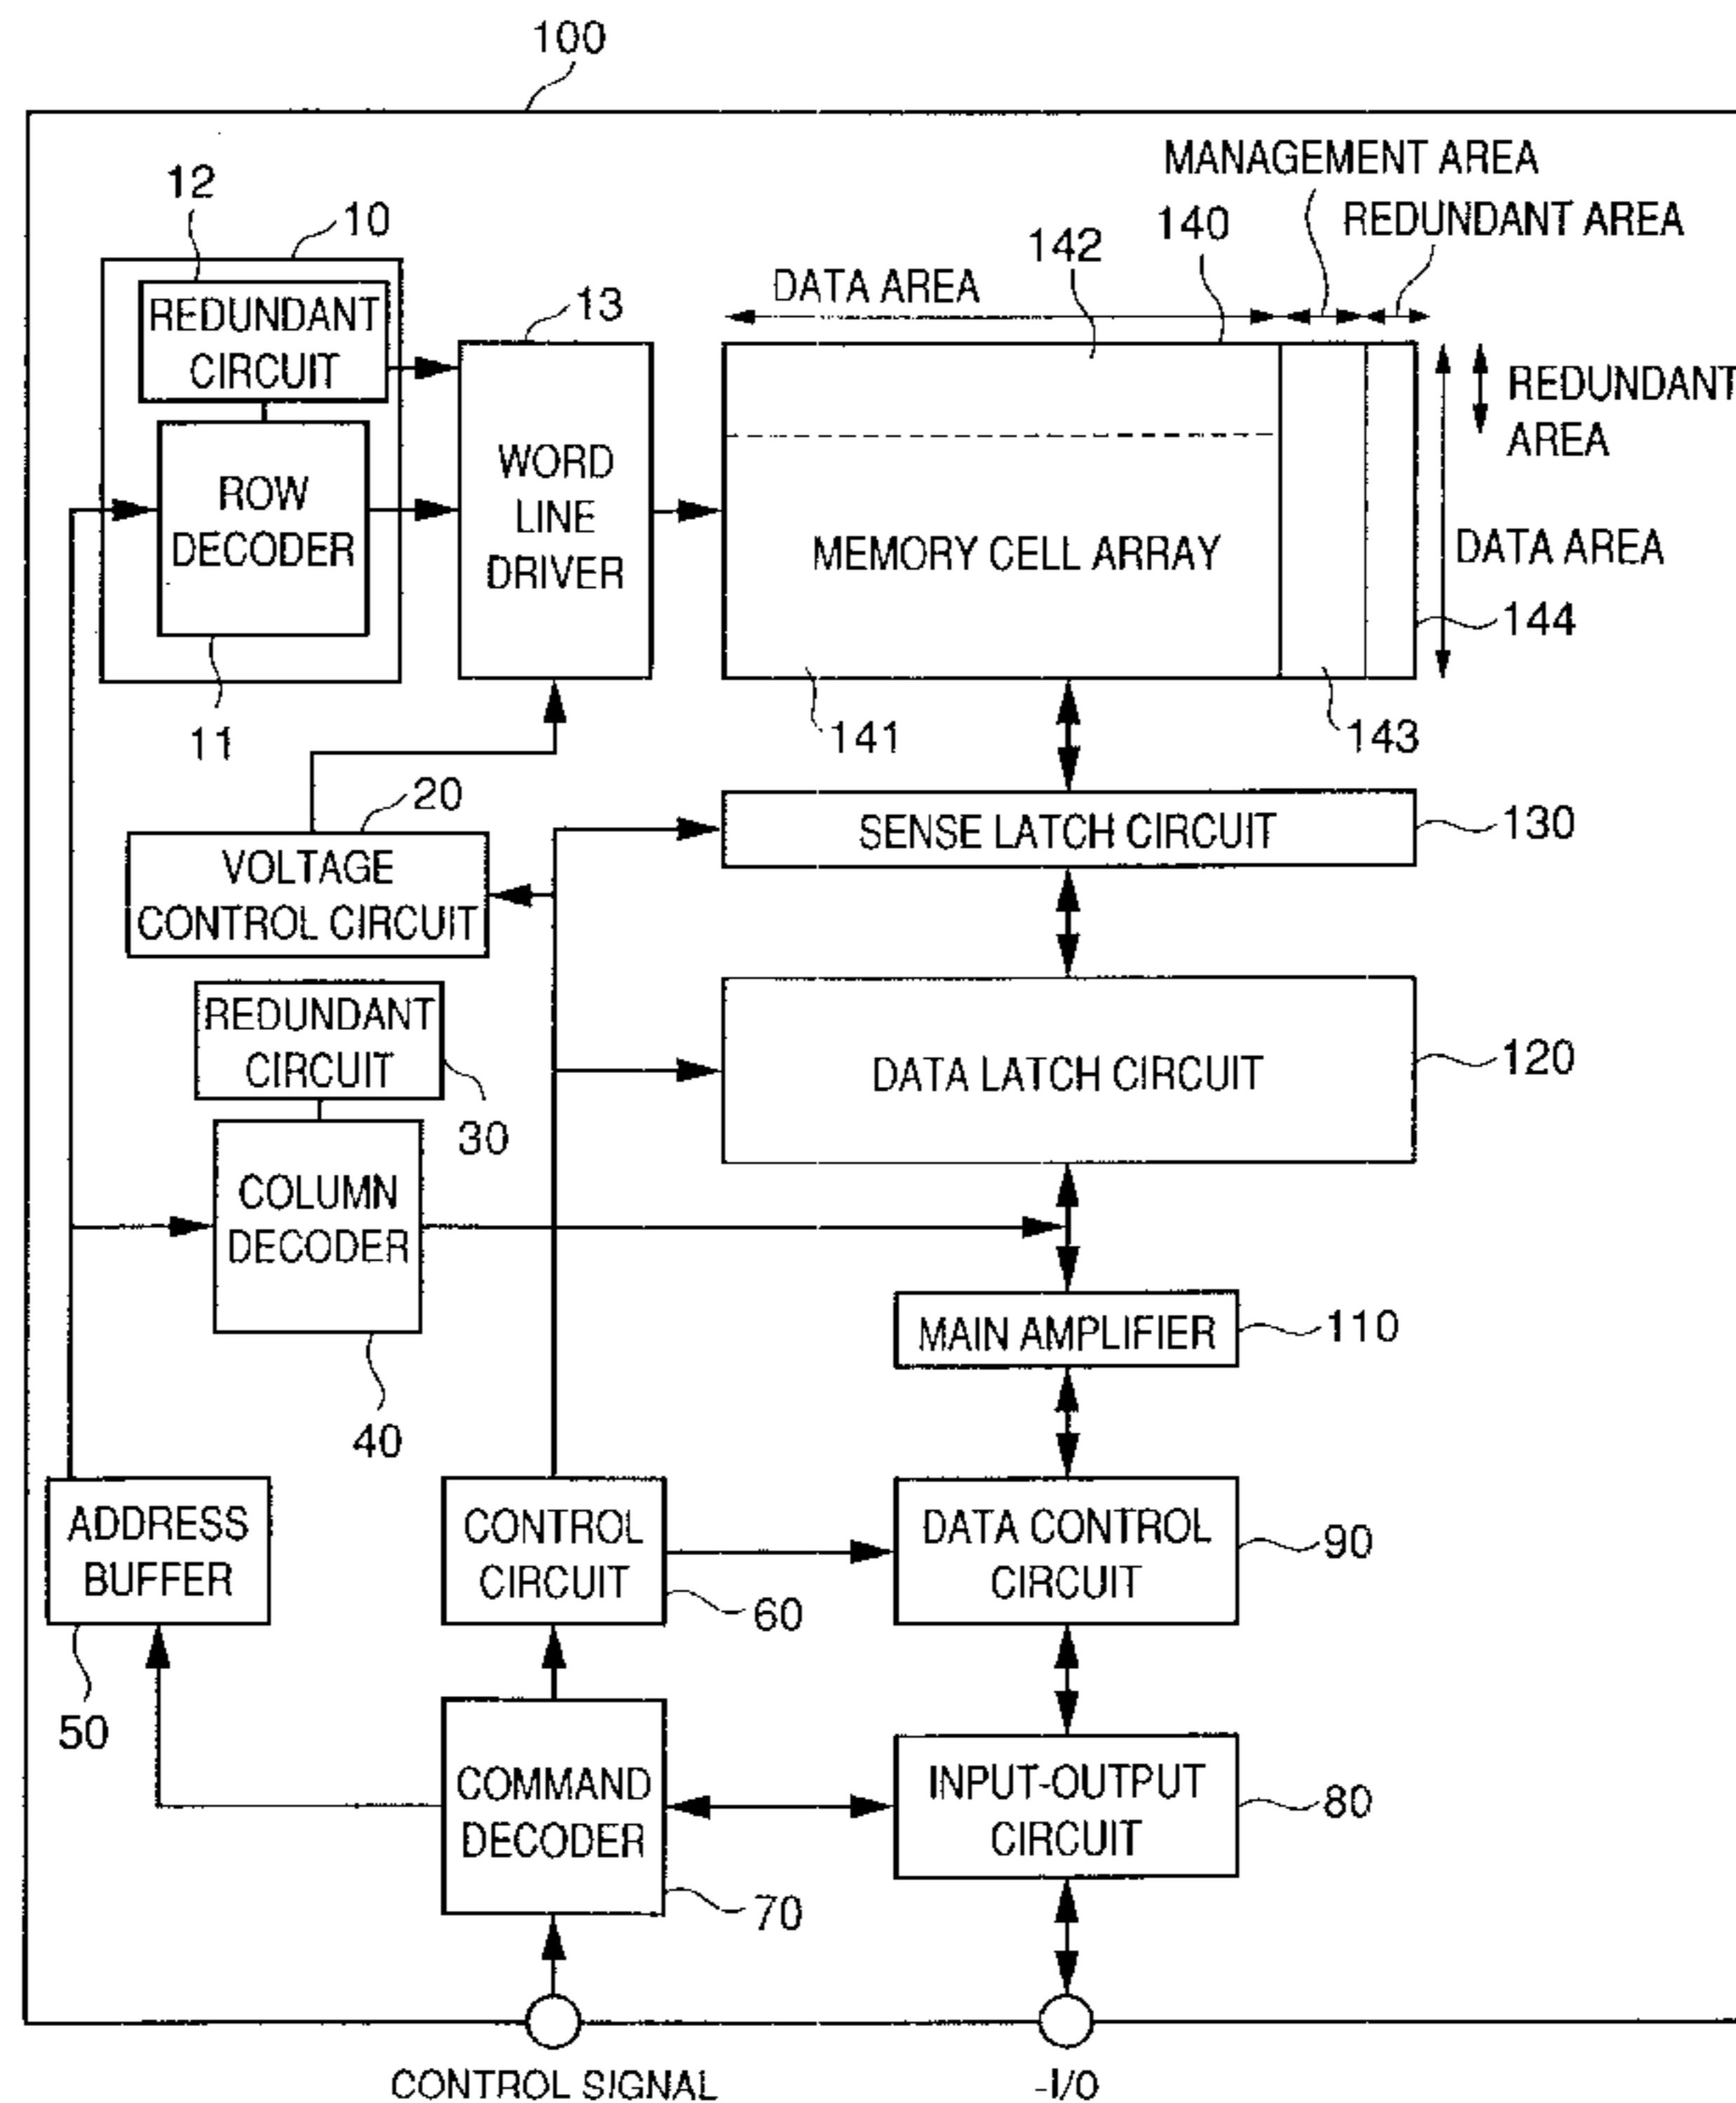 100
MANAGEMENT AREA
12
10
140
REDUNDANT AREA
142
DATA AREA
13
REDUNDANT
CIRCUIT
REDUNDANT
AREA
WORD
LINE
DRIVER
ROW
DECODER
MEMORY CELL ARRAY
DATA AREA
144
11
141
143
20
130
SENSE LATCH CIRCUIT
VOLTAGE
CONTROL CIRCUIT
REDUNDANT
CIRCUIT
30
DATA LATCH CIRCUIT
120
COLUMN
DECODER
40
MAIN AMPLIFIER
110
ADDRESS
BUFFER
50
CONTROL
CIRCUIT
60
DATA CONTROL
CIRCUIT
90
COMMAND
DECODER
70
INPUT-OUTPUT
CIRCUIT
80
CONTROL SIGNAL
-I/O